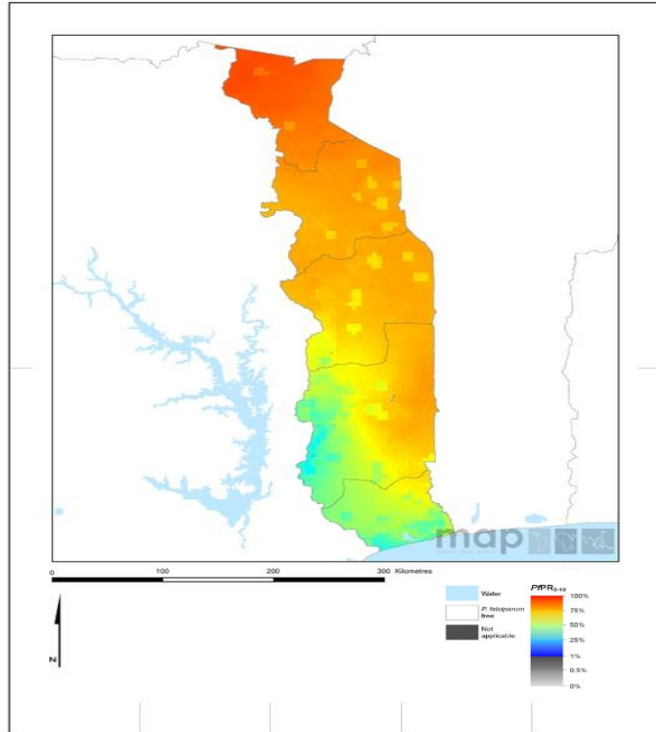 map
0
100
200
300 Kilometres
N
Water
P. falciparum
free
Not
applicable
PfPR2-10
100%
75%
50%
25%
1%
0.5%
0%